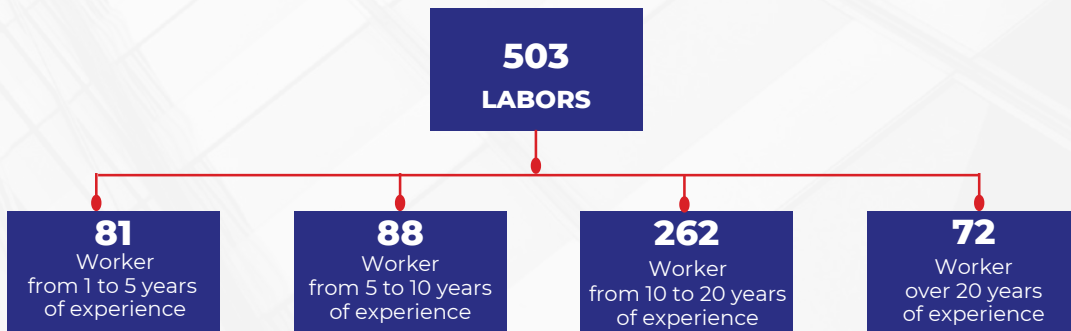 503
LABORS
81
Worker
from 1 to 5 years
of experience
88
Worker
from 5 to 10 years
of experience
262
Worker
from 10 to 20 years
of experience
72
Worker
over 20 years
of experience